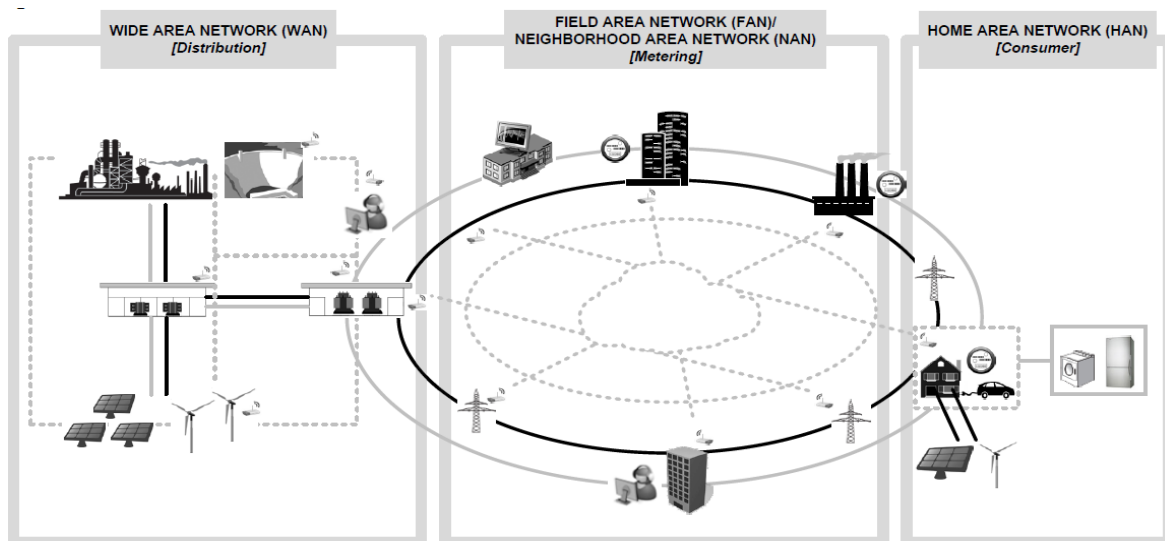 WIDE AREA NETWORK (WAN)
[Distribution]
FIELD AREA NETWORK (FAN)/
NEIGHBORHOOD AREA NETWORK (NAN)
[Metering]
HOME AREA NETWORK (HAN)
[Consumer]